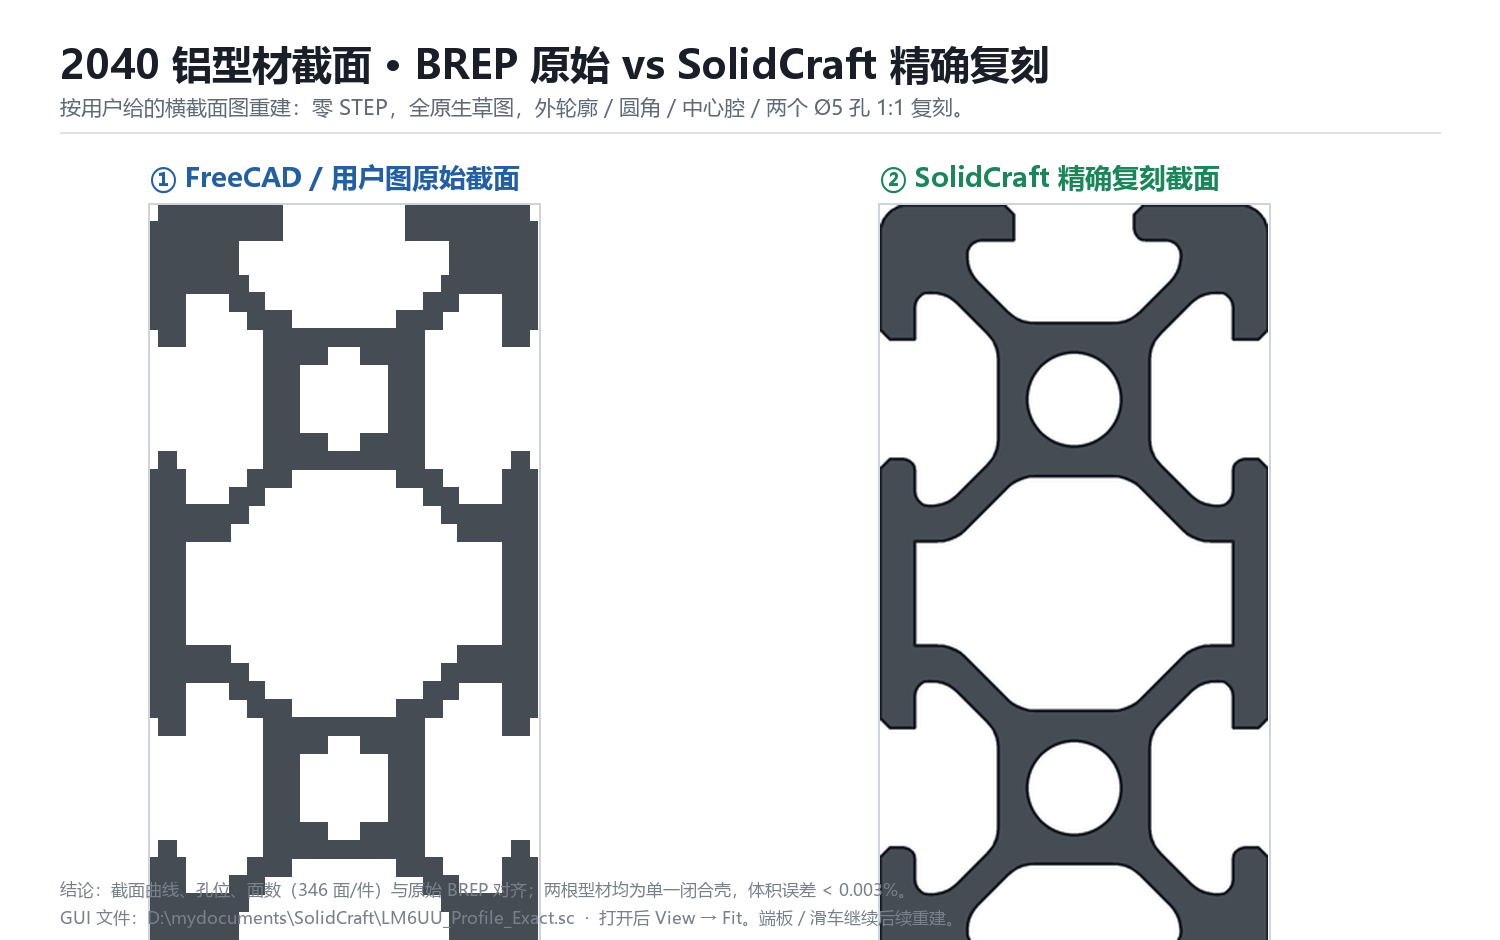 2040 铝型材截面 • BREP 原始 vs SolidCraft 精确复刻
按用户给的横截面图重建：零 STEP，全原生草图，外轮廓 / 圆角 / 中心腔 / 两个 Ø5 孔 1:1 复刻。
① FreeCAD / 用户图原始截面
② SolidCraft 精确复刻截面
结论：截面曲线、孔位、面数（346 面/件）与原始 BREP 对齐；两根型材均为单一闭合壳，体积误差 < 0.003%。
GUI 文件：D:\mydocuments\SolidCraft\LM6UU_Profile_Exact.sc · 打开后 View → Fit。端板 / 滑车继续后续重建。